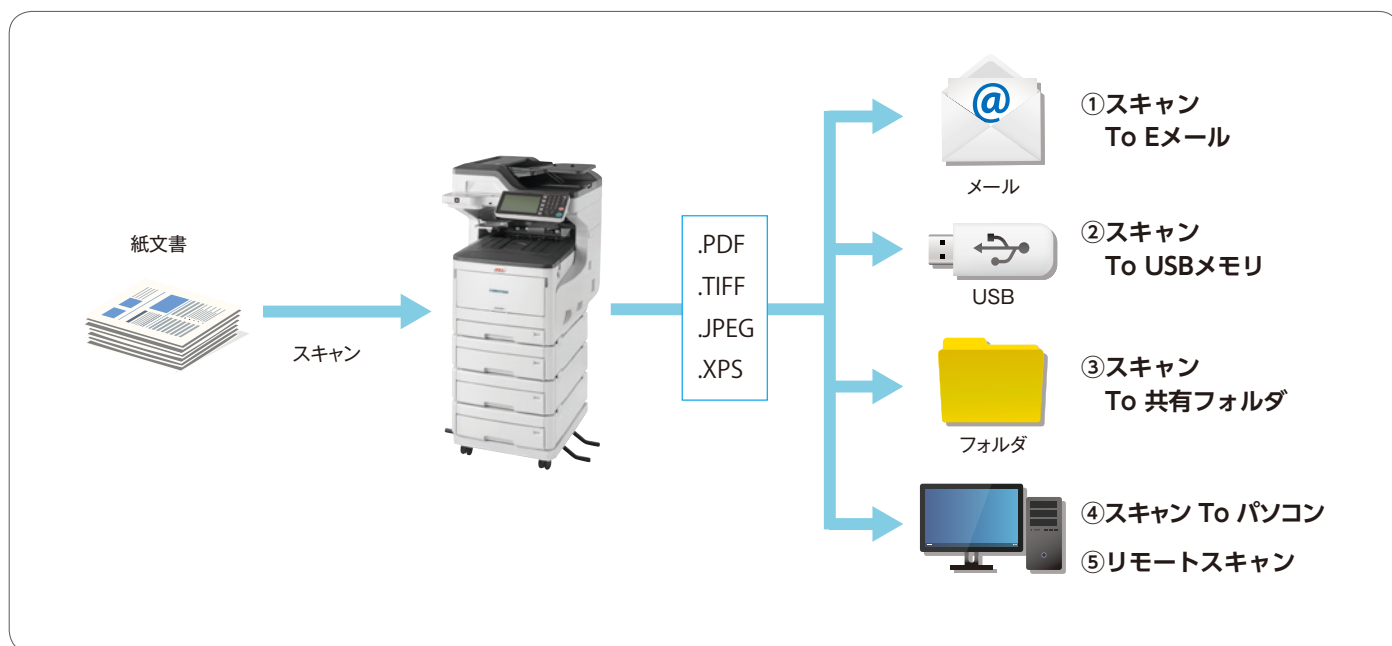 紙文書
スキャン
.PDF
.TIFF
.JPEG
.XPS
@
メール
①スキャン
To Eメール
USB
②スキャン
To USBメモリ
フォルダ
③スキャン
To 共有フォルダ
④スキャン To パソコン
⑤リモートスキャン